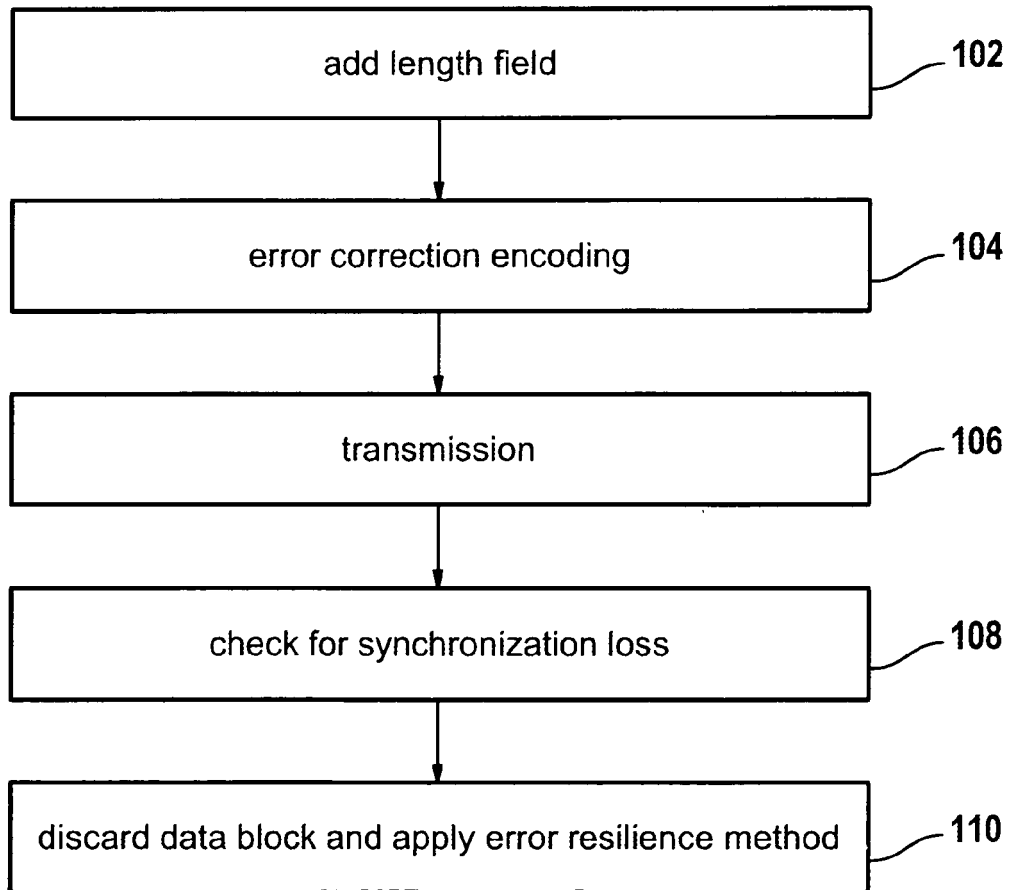 add length field
102
error correction encoding
104
transmission
106
check for synchronization loss
108
discard data block and apply error resilience method
110